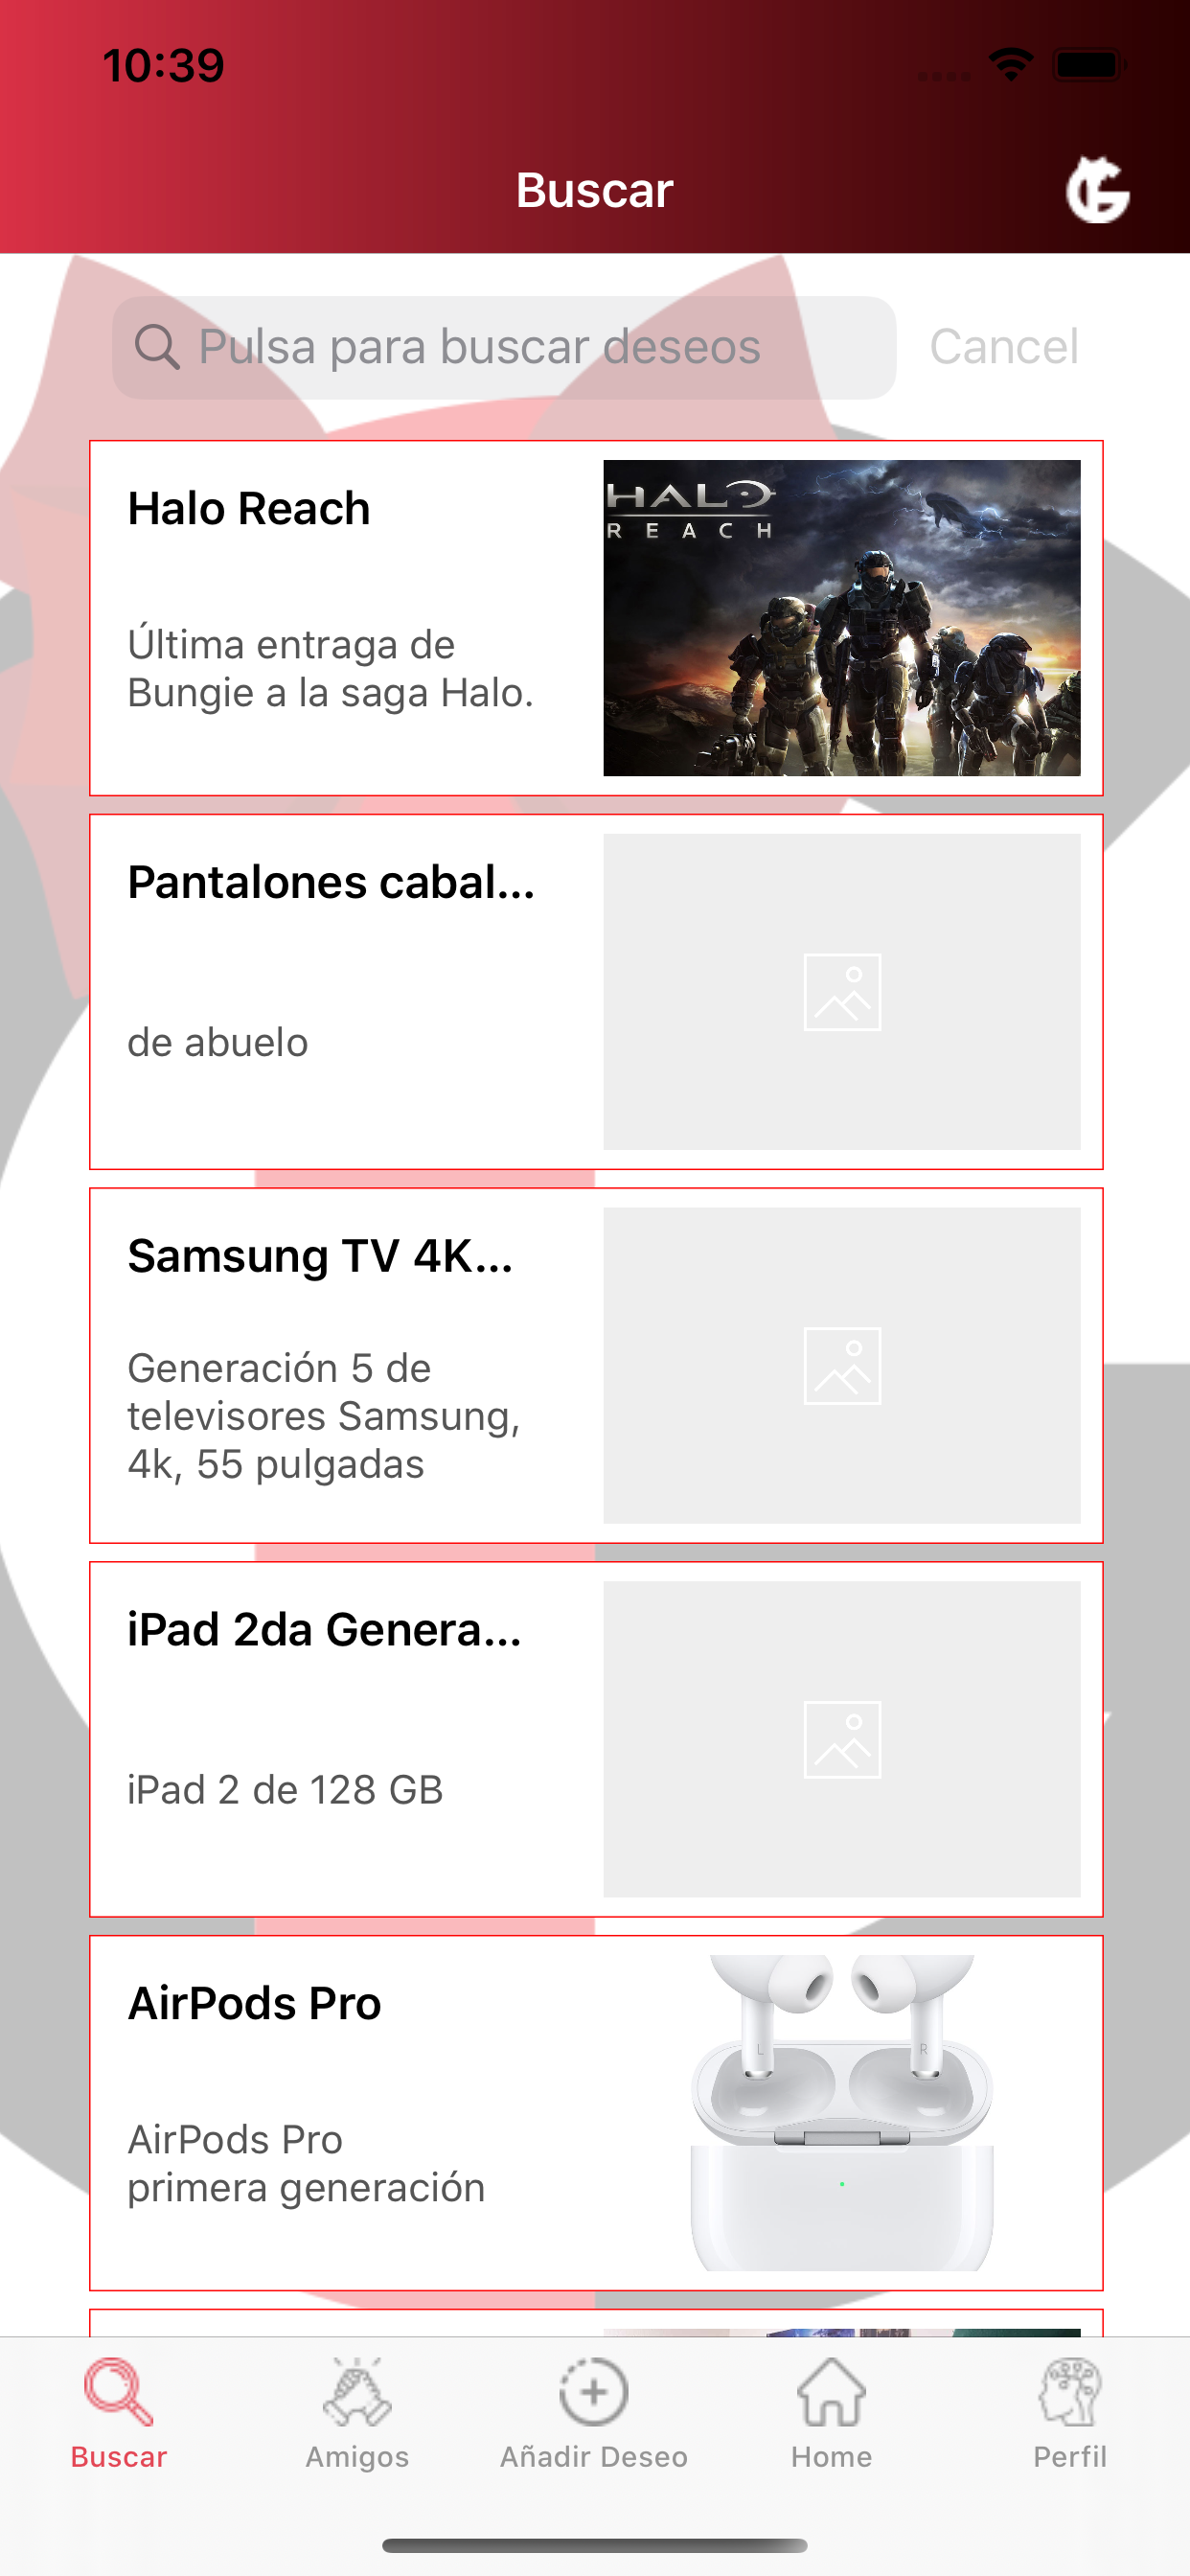 10:39
Buscar
Pulsa para buscar deseos
Cancel
Halo Reach
HALO
REACH
Última entraga de
Bungie a la saga Halo.
Pantalones cabal...
de abuelo
Samsung TV 4K...
Generación 5 de
televisores Samsung,
4k, 55 pulgadas
iPad 2da Genera...
iPad 2 de 128 GB
AirPods Pro
L
R
AirPods Pro
primera generación
Buscar
Amigos
Añadir Deseo
Home
Perfil